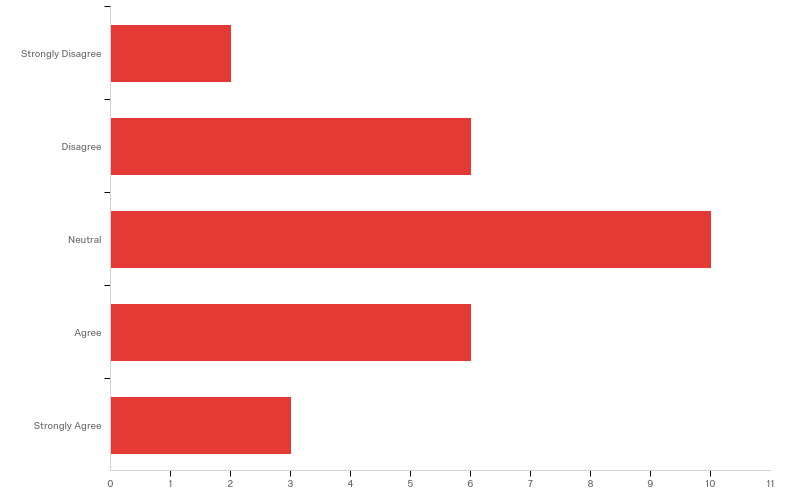 Strongly Disagree
Disagree
Neutral
Agree
Strongly Agree
0 1 2 3 4 5 6 7 8 9 10 11